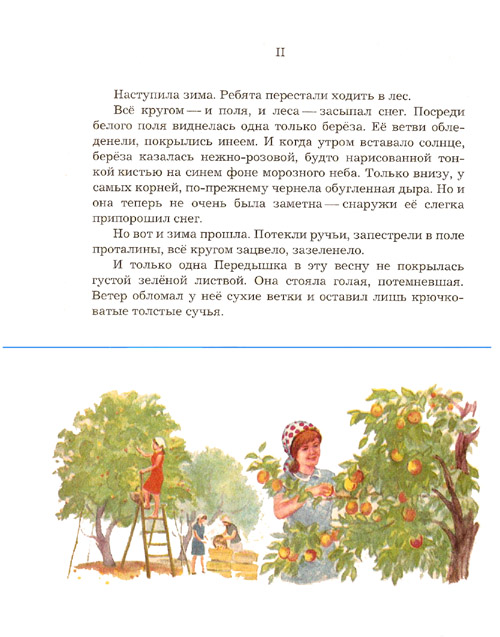 II
Наступила зима. Ребята перестали ходить в лес.
Всё кругом — и поля, и леса — засыпал снег. Посреди
белого поля виднелась одна только берёза. Её ветви обле-
денели, покрылись инеем. И когда утром вставало солнце,
берёза казалась нежно-розовой, будто нарисованной тон-
кой кистью на синем фоне морозного неба. Только внизу, у
самых корней, по-прежнему чернела обугленная дыра. Но и
она теперь не очень была заметна — снаружи её слегка
припорошил снег.
Но вот и зима прошла. Потекли ручьи, запестрели в поле
проталины, всё кругом зацвело, зазеленело.
И только одна Передышка в эту весну не покрылась
густой зелёной листвой. Она стояла голая, потемневшая.
Ветер обломал у неё сухие ветки и оставил лишь крючко-
ватые толстые сучья.